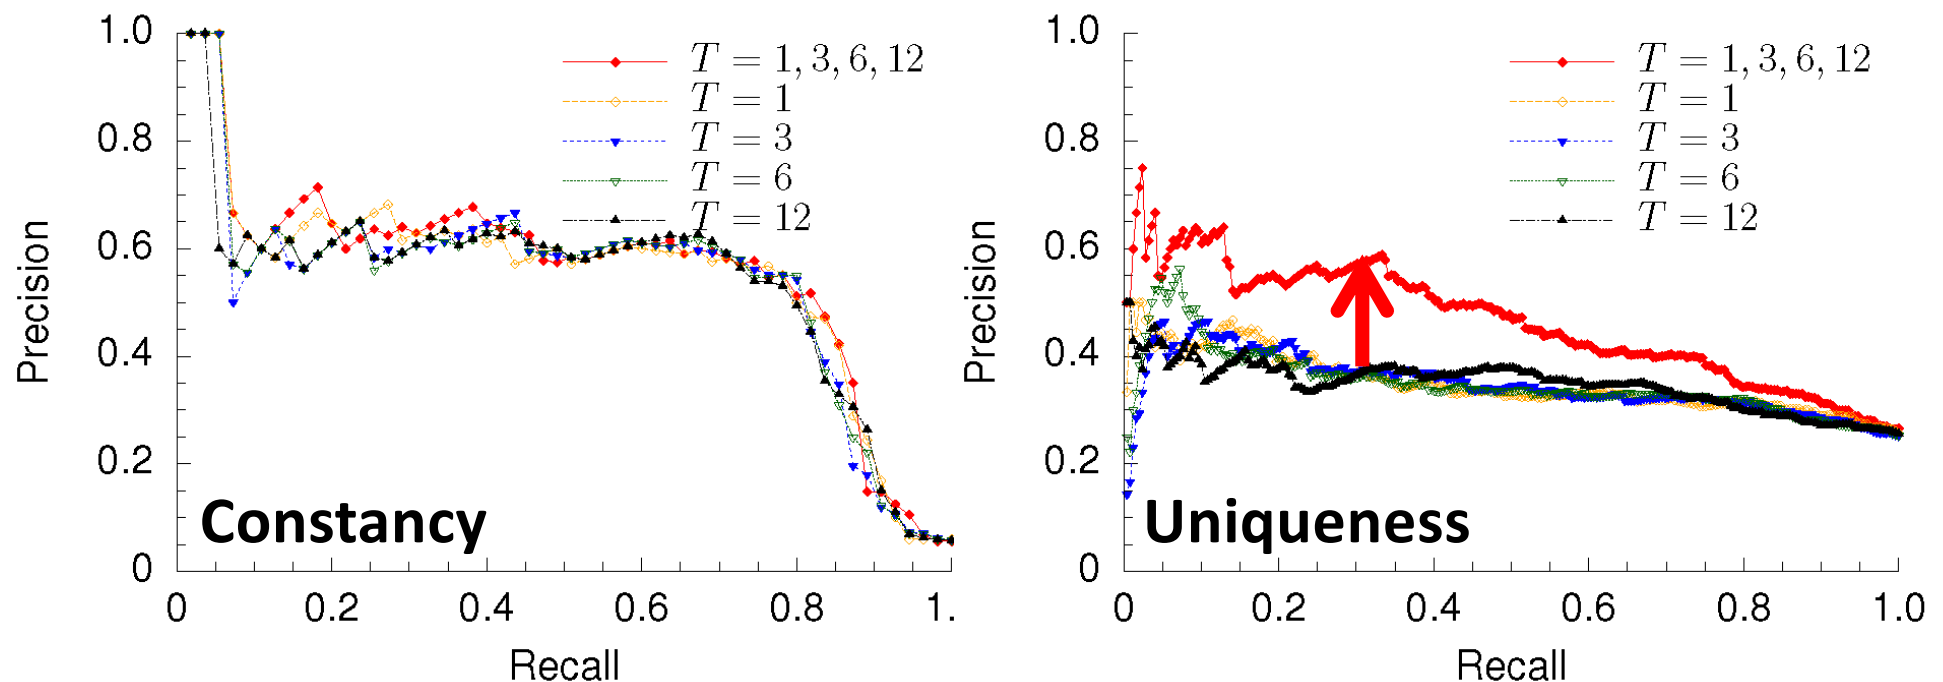 1.0
0.8
0.6
0.4
0.2
0
Precision
T = 1, 3, 6, 12
T = 1
T = 3
T = 6
T = 12
Constancy
0 0.2 0.4 0.6 0.8 1.
Recall
1.0
0.8
0.6
0.4
0.2
0
Precision
T = 1, 3, 6, 12
T = 1
T = 3
T = 6
T = 12
Uniqueness
0 0.2 0.4 0.6 0.8 1.0
Recall